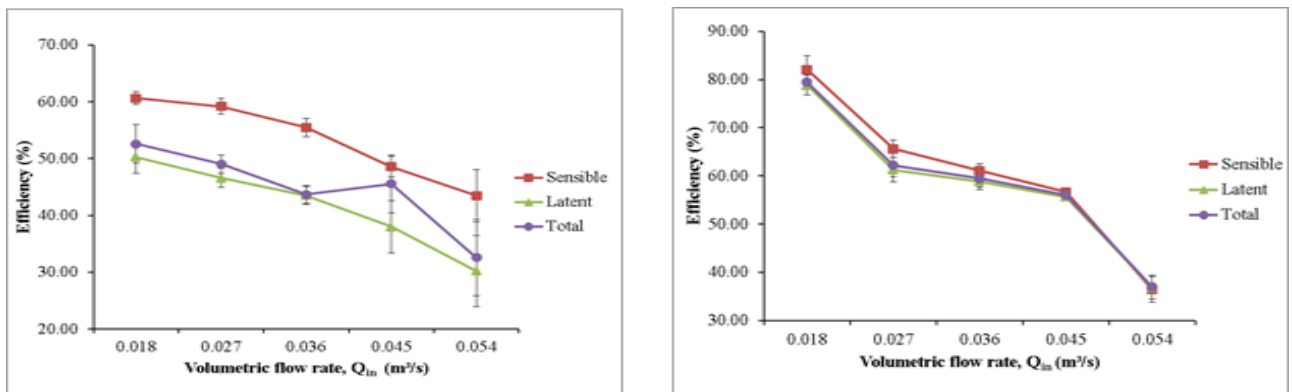 70.00
60.00
50.00
40.00
30.00
20.00
Efficiency (%)
0.018 0.027 0.036 0.045 0.054
Volumetric flow rate, Qin (m³/s)
Sensible
Latent
Total
90.00
80.00
70.00
60.00
50.00
40.00
30.00
Efficiency (%)
0.018 0.027 0.036 0.045 0.054
Volumetric flow rate, Qin (m³/s)
Sensible
Latent
Total